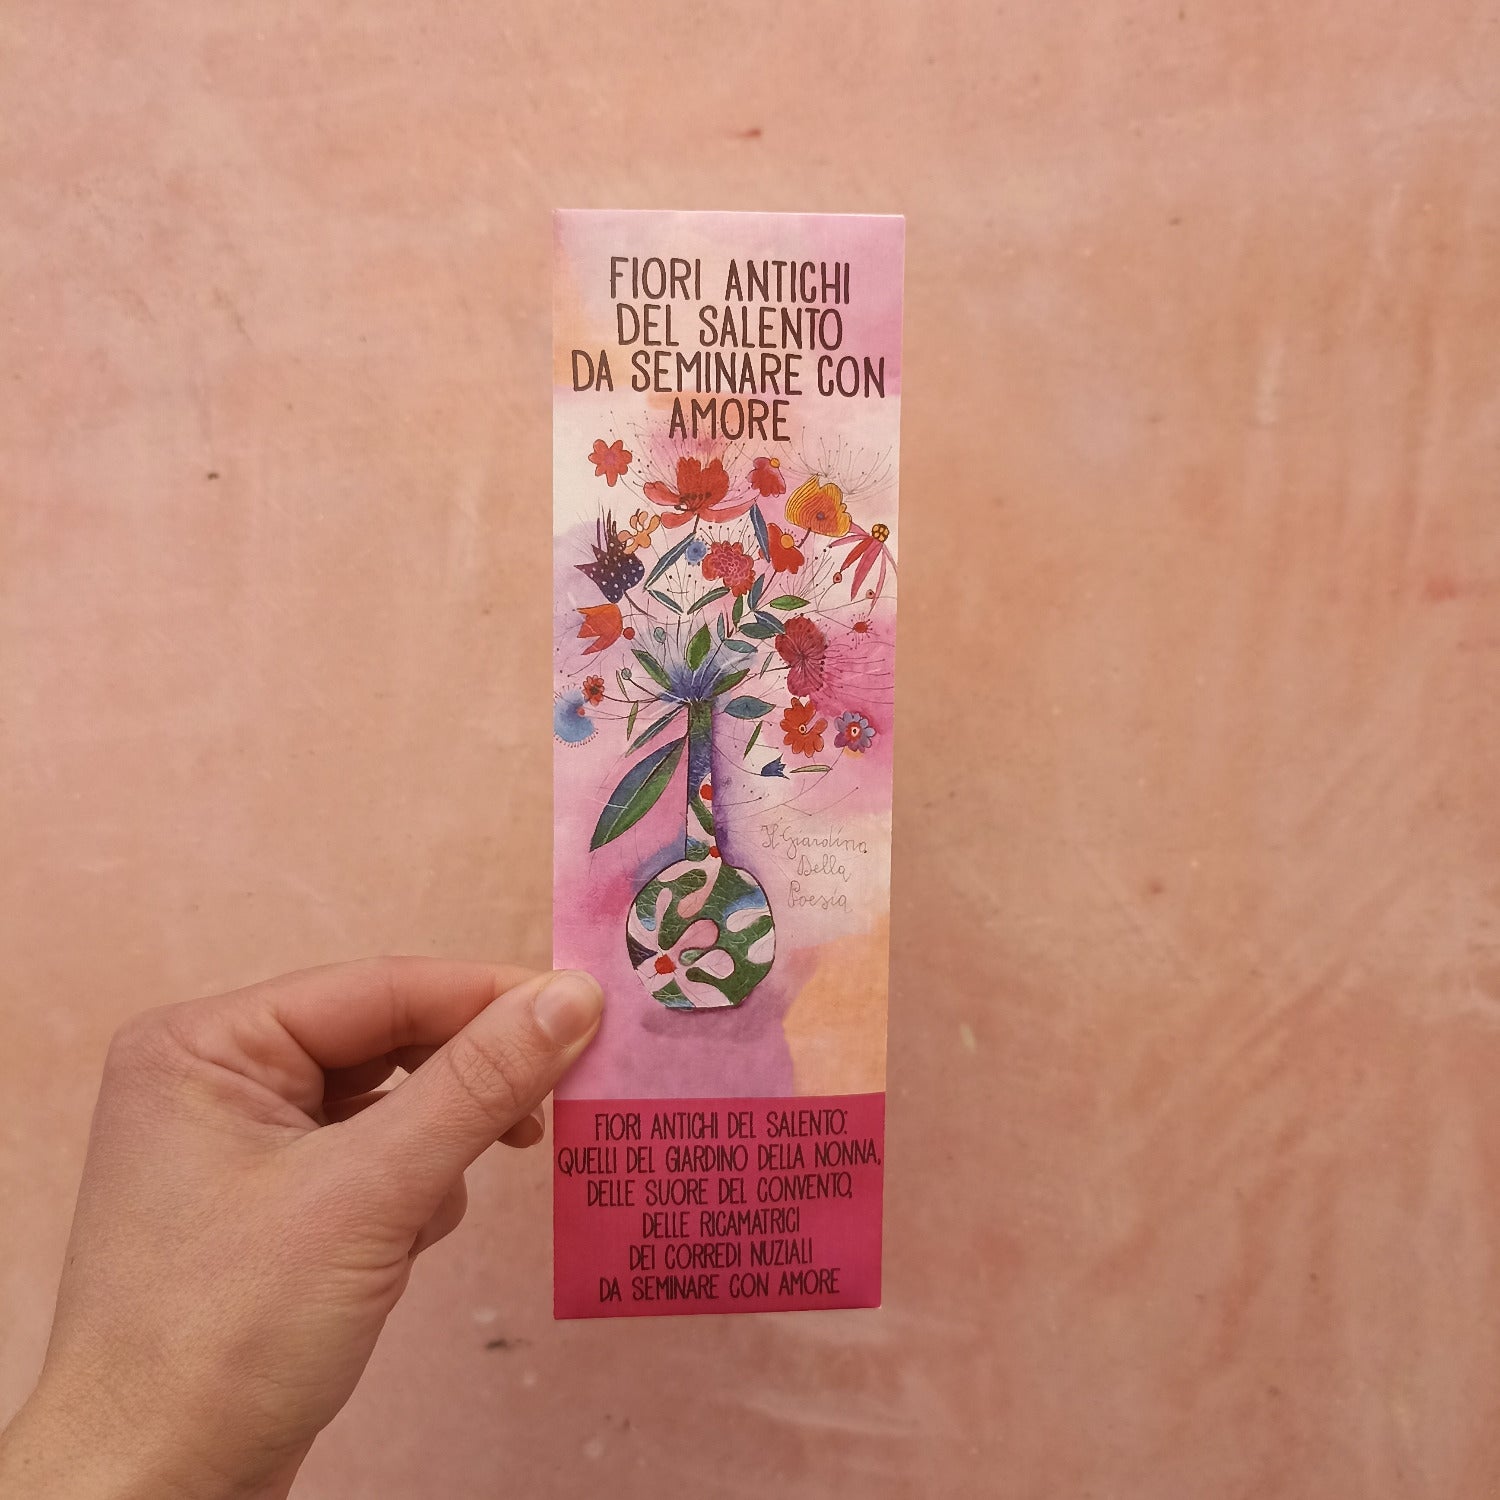 FIORI ANTICHI
DEL SALENTO
DA SEMINARE CON
AMORE
Il Giardino
Della
Poesia
FIORI ANTICHI DEL SALENTO:
QUELLI DEL GIARDINO DELLA NONNA,
DELLE SUORE DEL CONVENTO,
DELLE RICAMATRICI
DEI CORREDI NUZIALI
DA SEMINARE CON AMORE